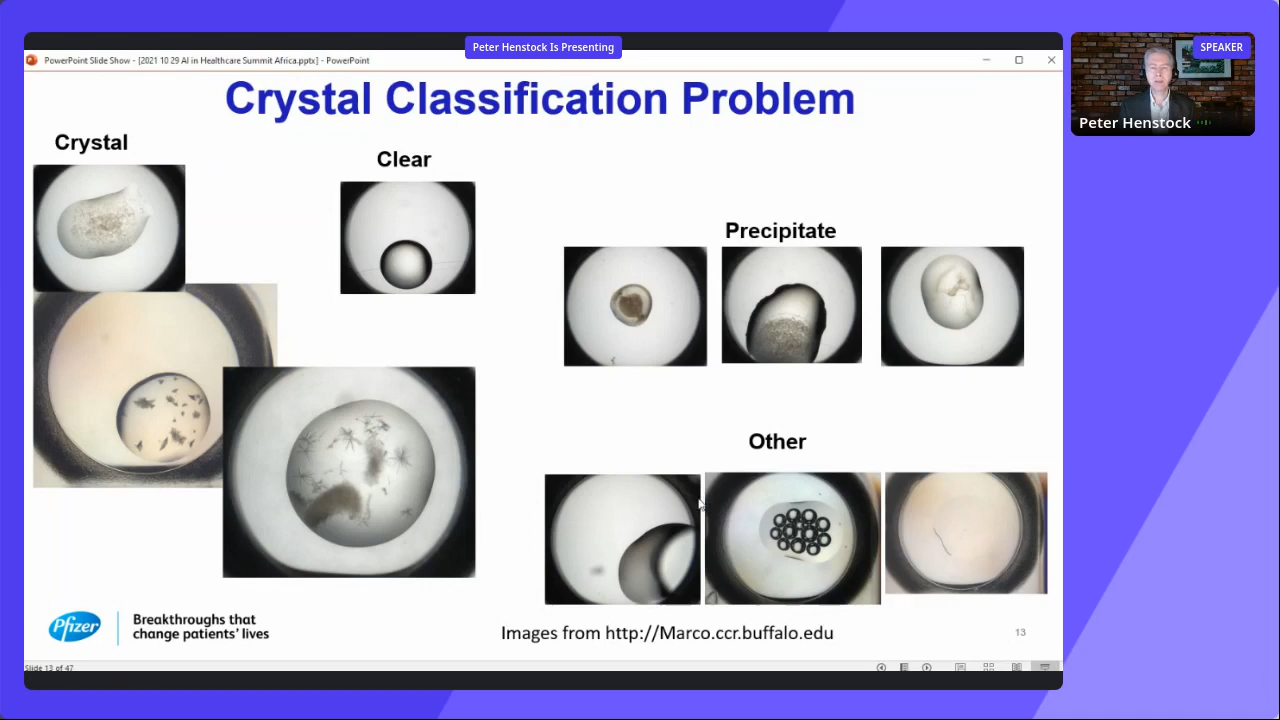 Peter Henstock Is Presenting
PowerPoint Slide Show - [2021 10 29 AI in Healthcare Summit Africa.pptx] - PowerPoint
SPEAKER
Peter Henstock
Crystal Classification Problem
Crystal
Clear
Precipitate
Other
Pfizer
Breakthroughs that
change patients' lives
Images from http://Marco.ccr.buffalo.edu
13
Slide 13 of 47